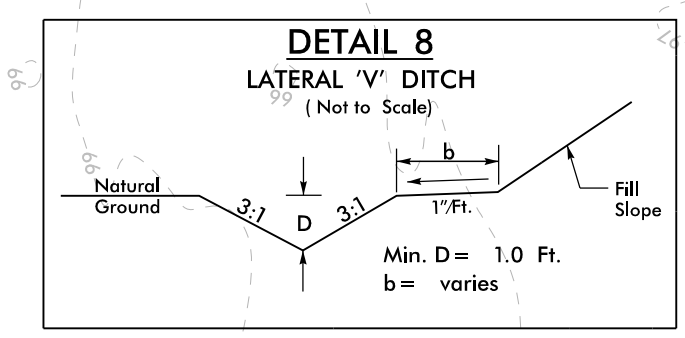 DETAIL 8
LATERAL 'V' DITCH
( Not to Scale)
99
99
99
97
b
Natural
Ground
3:1
D
3:1
1"/Ft.
Fill
Slope
Min. D = 1.0 Ft.
b = varies